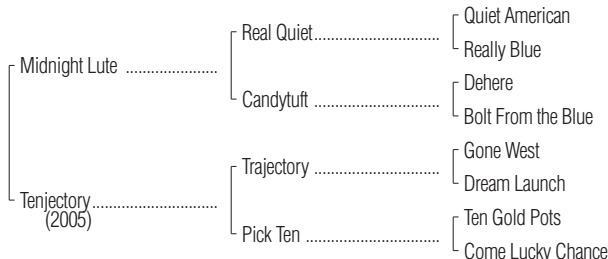 Quiet American
Real Quiet..............................
Really Blue
Midnight Lute ......................
Dehere
Candytuft ..............................
Bolt From the Blue
Gone West
Trajectory ..............................
Dream Launch
Tenjectory..............................
(2005)
Ten Gold Pots
Pick Ten ................................
Come Lucky Chance